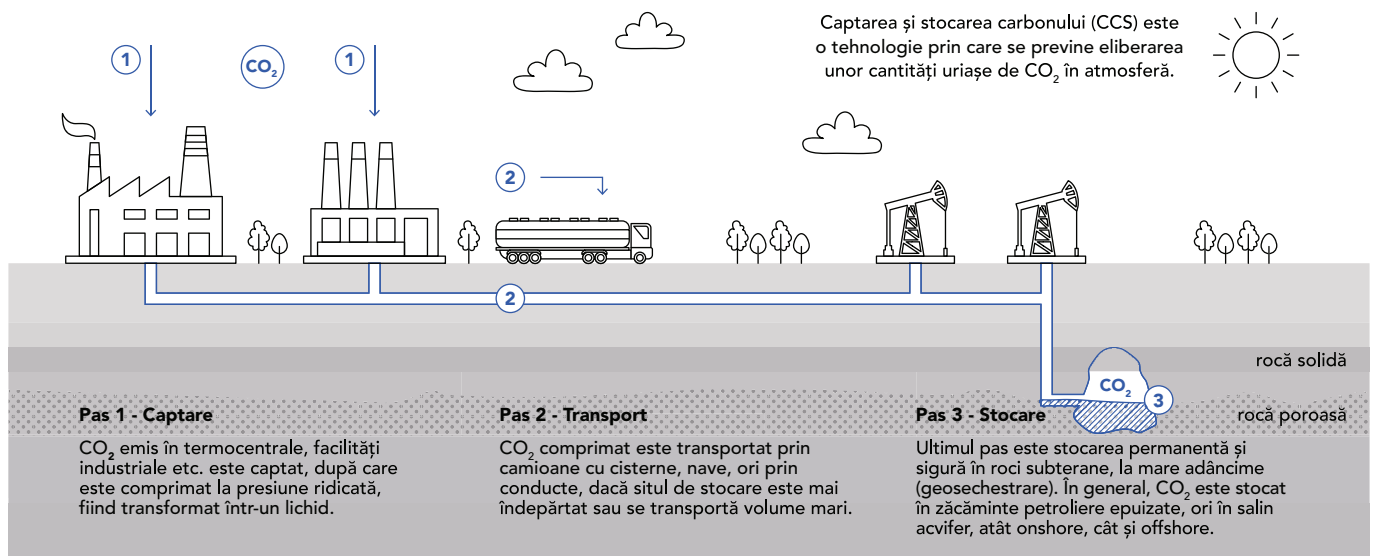 Captarea și stocarea carbonului (CCS) este
o tehnologie prin care se previne eliberarea
unor cantități uriașe de CO₂ în atmosferă.
1
CO₂
1
2
2
rocă solidă
CO₂
3
rocă poroasă
Pas 1 - Captare
CO₂ emis în termocentrale, facilități
industriale etc. este captat, după care
este comprimat la presiune ridicată,
fiind transformat într-un lichid.
Pas 2 - Transport
CO₂ comprimat este transportat prin
camioane cu cisterne, nave, ori prin
conducte, dacă situl de stocare este mai
îndepărtat sau se transportă volume mari.
Pas 3 - Stocare
Ultimul pas este stocarea permanentă și
sigură în roci subterane, la mare adâncime
(geosechestrare). În general, CO₂ este stocat
în zăcăminte petroliere epuizate, ori în salin
acvifer, atât onshore, cât și offshore.